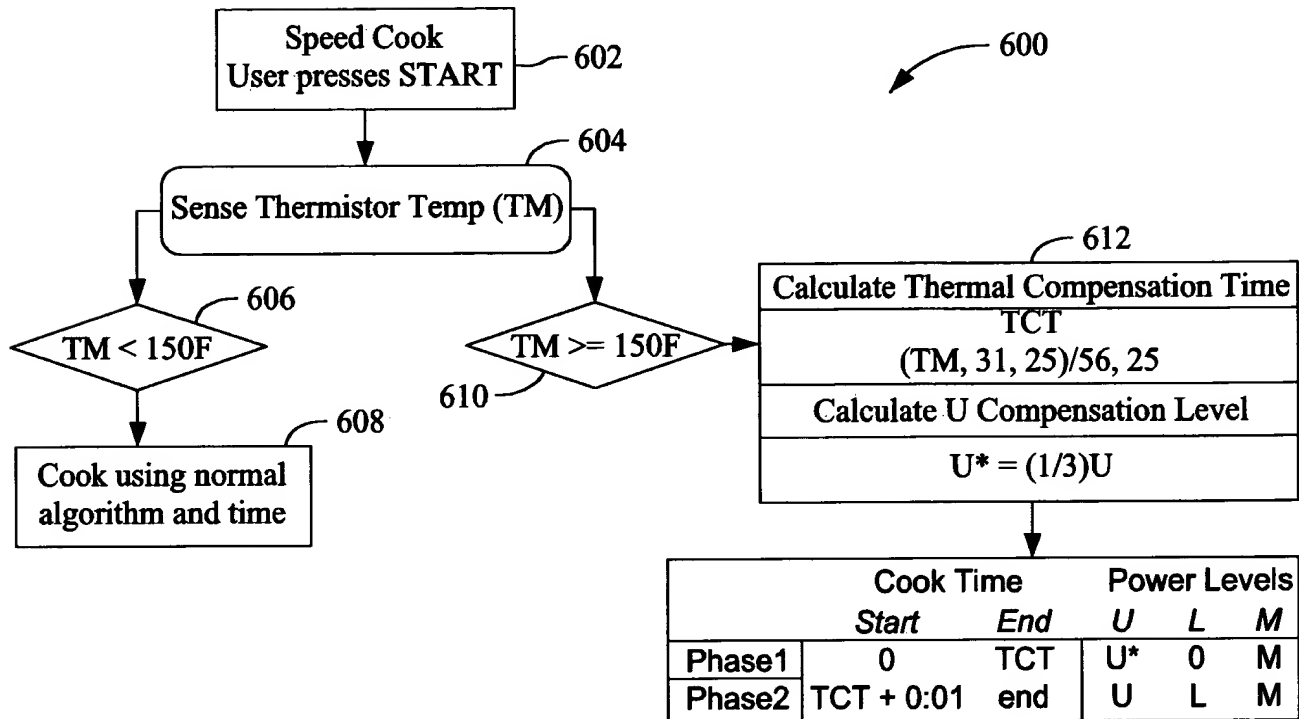 Speed Cook
User presses START
602
600
604
Sense Thermistor Temp (TM)
606
TM < 150F
TM >= 150F
610
608
Cook using normal
algorithm and time
612
Calculate Thermal Compensation Time
TCT
(TM, 31, 25)/56, 25
Calculate U Compensation Level
U* = (1/3)U
Cook Time Power Levels
Start End U L M
Phase1 0 TCT U* 0 M
Phase2 TCT + 0:01 end U L M